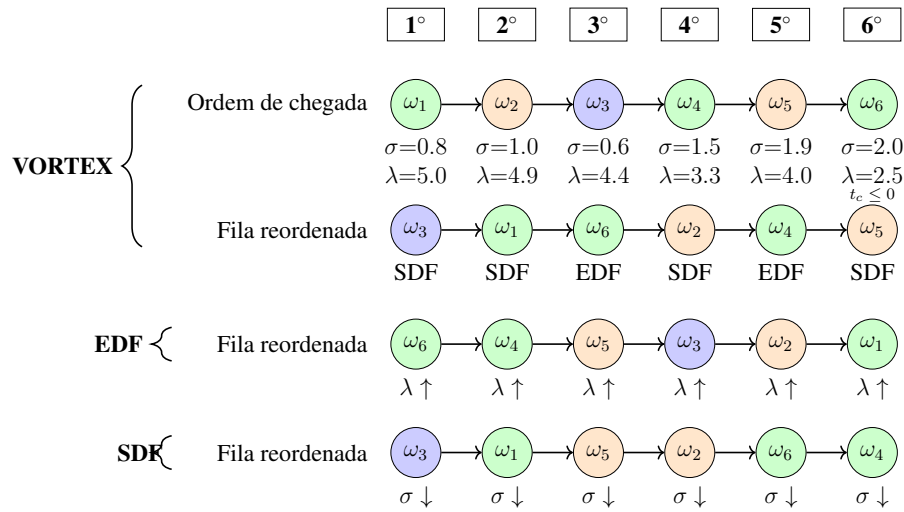 1° 2° 3° 4° 5° 6°
VORTEX
Ordem de chegada ω₁ ω₂ ω₃ ω₄ ω₅ ω₆
σ=0.8 σ=1.0 σ=0.6 σ=1.5 σ=1.9 σ=2.0
λ=5.0 λ=4.9 λ=4.4 λ=3.3 λ=4.0 λ=2.5
t_c ≤ 0
Fila reordenada ω₃ ω₁ ω₆ ω₂ ω₄ ω₅
SDF SDF EDF SDF EDF SDF
EDF Fila reordenada ω₆ ω₄ ω₅ ω₃ ω₂ ω₁
λ ↑ λ ↑ λ ↑ λ ↑ λ ↑ λ ↑
SDF Fila reordenada ω₃ ω₁ ω₅ ω₂ ω₆ ω₄
σ ↓ σ ↓ σ ↓ σ ↓ σ ↓ σ ↓